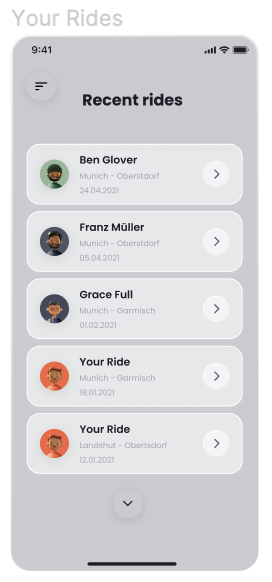 Your Rides
9:41
Recent rides
Ben Glover
Munich - Oberstdorf
24.04.2021
Franz Müller
Munich - Oberstdorf
05.04.2021
Grace Full
Munich - Garmisch
01.02.2021
Your Ride
Munich - Garmisch
18.01.2021
Your Ride
Landshut - Obertsdorf
12.01.2021